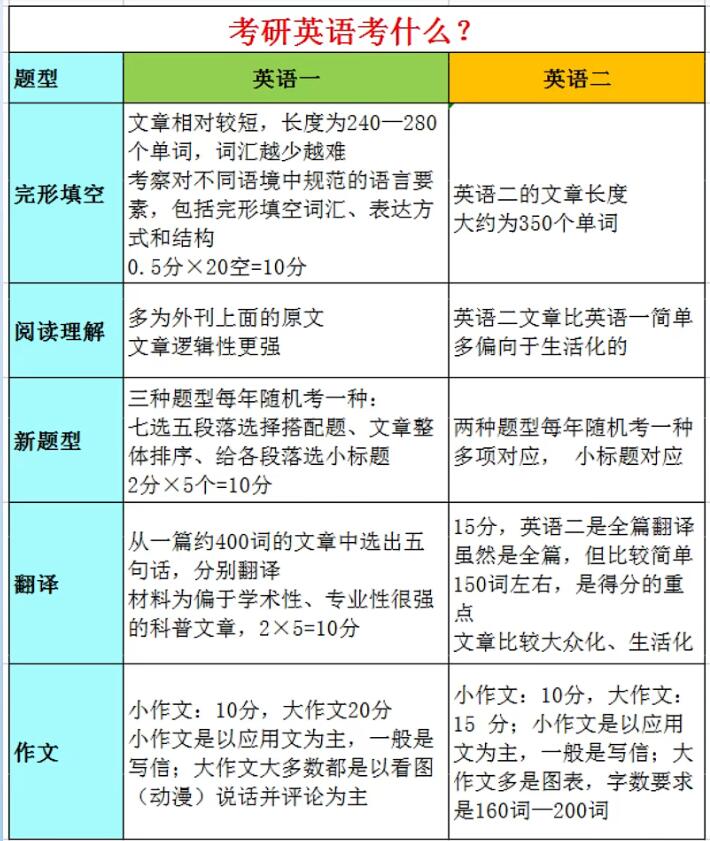 考研英语考什么？
题型
英语一
英语二
完形填空
文章相对较短，长度为240—280
个单词，词汇越少越难
考察对不同语境中规范的语言要
素，包括完形填空词汇、表达方
式和结构
0.5分×20空=10分
英语二的文章长度
大约为350个单词
阅读理解
多为外刊上面的原文
文章逻辑性更强
英语二文章比英语一简单
多偏向于生活化的
新题型
三种题型每年随机考一种：
七选五段落选择搭配题、文章整
体排序、给各段落选小标题
2分×5个=10分
两种题型每年随机考一种
多项对应， 小标题对应
翻译
从一篇约400词的文章中选出五
句话，分别翻译
材料为偏于学术性、专业性很强
的科普文章，2×5=10分
15分，英语二是全篇翻译
虽然是全篇，但比较简单
150词左右，是得分的重
点
文章比较大众化、生活化
作文
小作文：10分，大作文20分
小作文是以应用文为主，一般是
写信；大作文大多数都是以看图
（动漫）说话并评论为主
小作文：10分，大作文：
15 分；小作文是以应用
文为主，一般是写信；大
作文多是图表，字数要求
是160词—200词